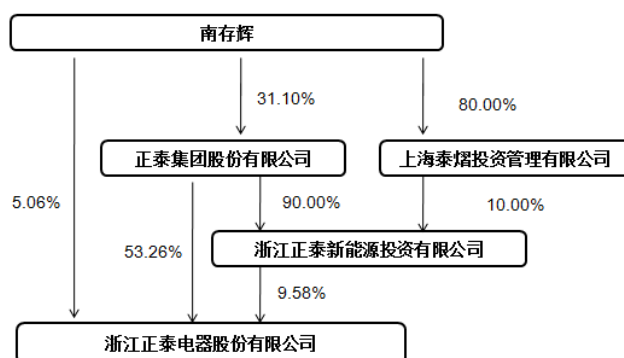 南存辉
31.10%
80.00%
正泰集团股份有限公司
上海泰熠投资管理有限公司
5.06%
90.00%
10.00%
53.26%
浙江正泰新能源投资有限公司
9.58%
浙江正泰电器股份有限公司